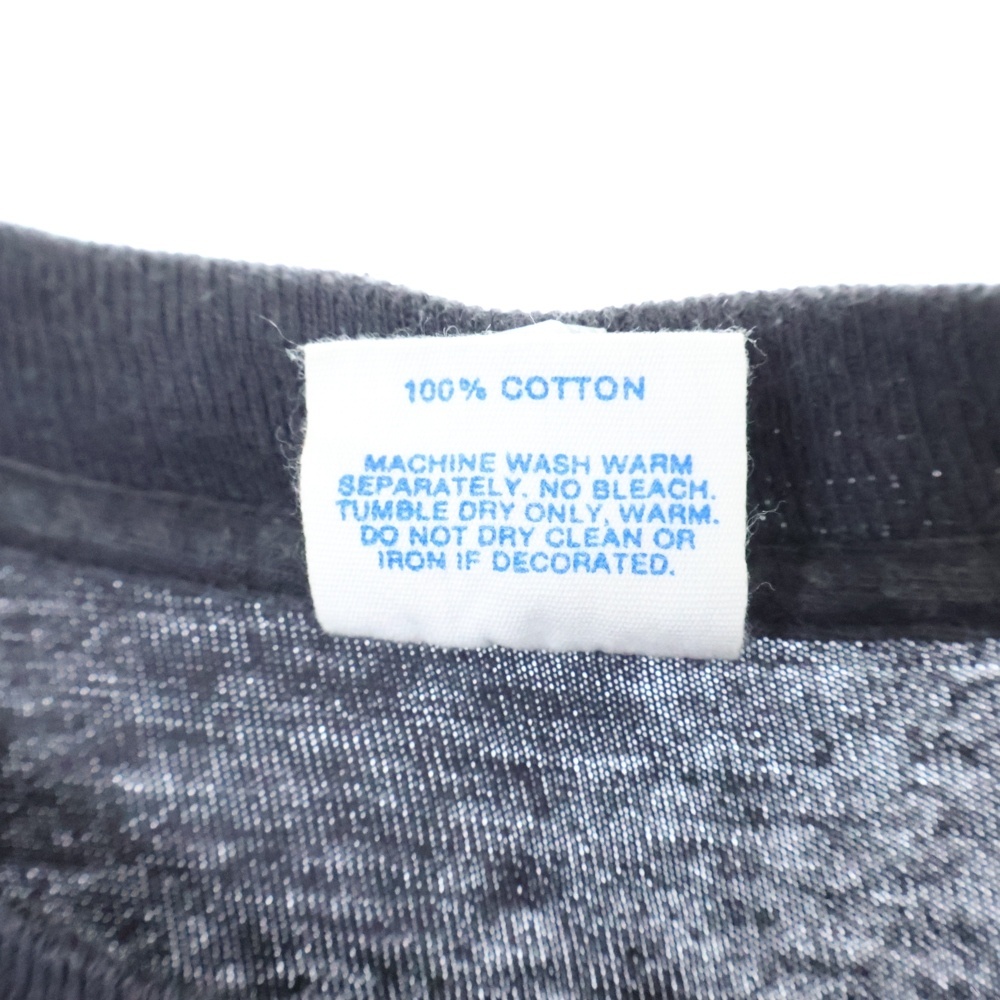 100% COTTON
MACHINE WASH WARM
SEPARATELY. NO BLEACH.
TUMBLE DRY ONLY, WARM.
DO NOT DRY CLEAN OR
IRON IF DECORATED.